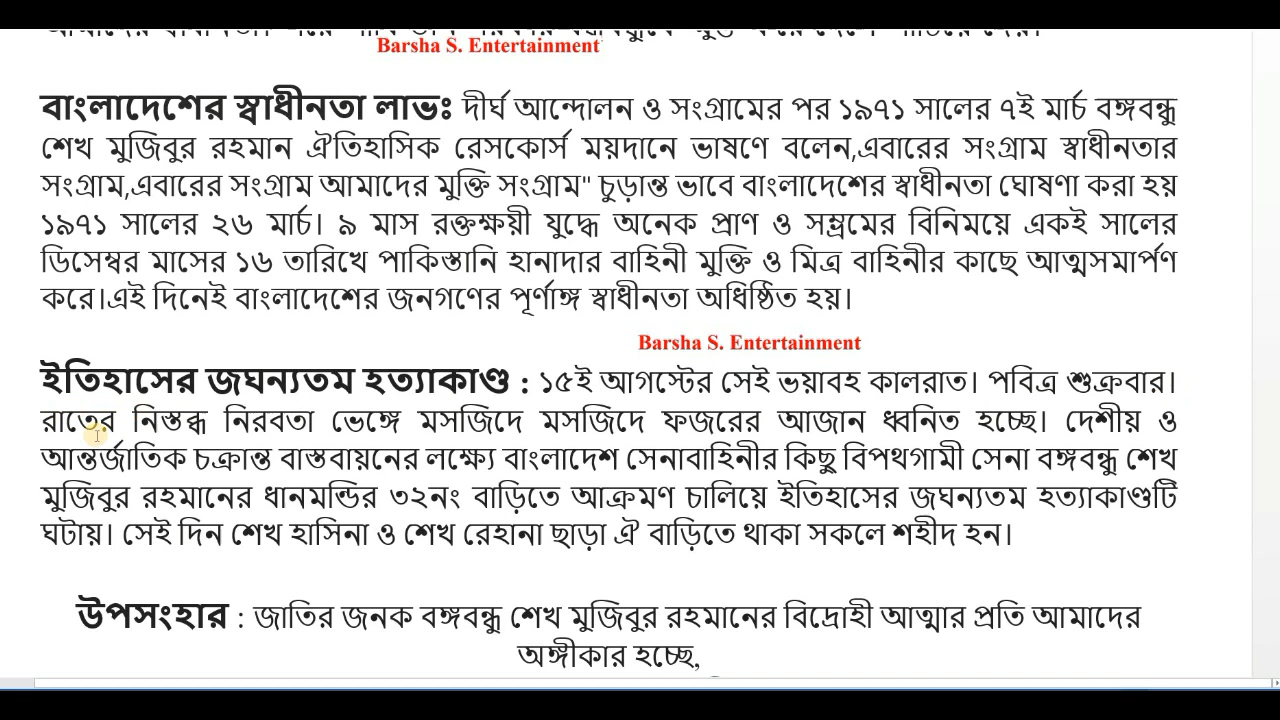 Barsha S. Entertainment
বাংলাদেশের স্বাধীনতা লাভঃ দীর্ঘ আন্দোলন ও সংগ্রামের পর ১৯৭১ সালের ৭ই মার্চ বঙ্গবন্ধু
শেখ মুজিবুর রহমান ঐতিহাসিক রেসকোর্স ময়দানে ভাষণে বলেন,এবারের সংগ্রাম স্বাধীনতার
সংগ্রাম,এবারের সংগ্রাম আমাদের মুক্তি সংগ্রাম" চুড়ান্ত ভাবে বাংলাদেশের স্বাধীনতা ঘোষণা করা হয়
১৯৭১ সালের ২৬ মার্চ। ৯ মাস রক্তক্ষয়ী যুদ্ধে অনেক প্রাণ ও সম্ভ্রমের বিনিময়ে একই সালের
ডিসেম্বর মাসের ১৬ তারিখে পাকিস্তানি হানাদার বাহিনী মুক্তি ও মিত্র বাহিনীর কাছে আত্মসমার্পণ
করে।এই দিনেই বাংলাদেশের জনগণের পূর্ণাঙ্গ স্বাধীনতা অধিষ্ঠিত হয়।
Barsha S. Entertainment
ইতিহাসের জঘন্যতম হত্যাকাণ্ড : ১৫ই আগস্টের সেই ভয়াবহ কালরাত। পবিত্র শুক্রবার।
রাতের নিস্তব্ধ নিরবতা ভেঙ্গে মসজিদে মসজিদে ফজরের আজান ধ্বনিত হচ্ছে। দেশীয় ও
আন্তর্জাতিক চক্রান্ত বাস্তবায়নের লক্ষ্যে বাংলাদেশ সেনাবাহিনীর কিছু বিপথগামী সেনা বঙ্গবন্ধু শেখ
মুজিবুর রহমানের ধানমন্ডির ৩২নং বাড়িতে আক্রমণ চালিয়ে ইতিহাসের জঘন্যতম হত্যাকাণ্ডটি
ঘটায়। সেই দিন শেখ হাসিনা ও শেখ রেহানা ছাড়া ঐ বাড়িতে থাকা সকলে শহীদ হন।
উপসংহার : জাতির জনক বঙ্গবন্ধু শেখ মুজিবুর রহমানের বিদ্রোহী আত্মার প্রতি আমাদের
অঙ্গীকার হচ্ছে,